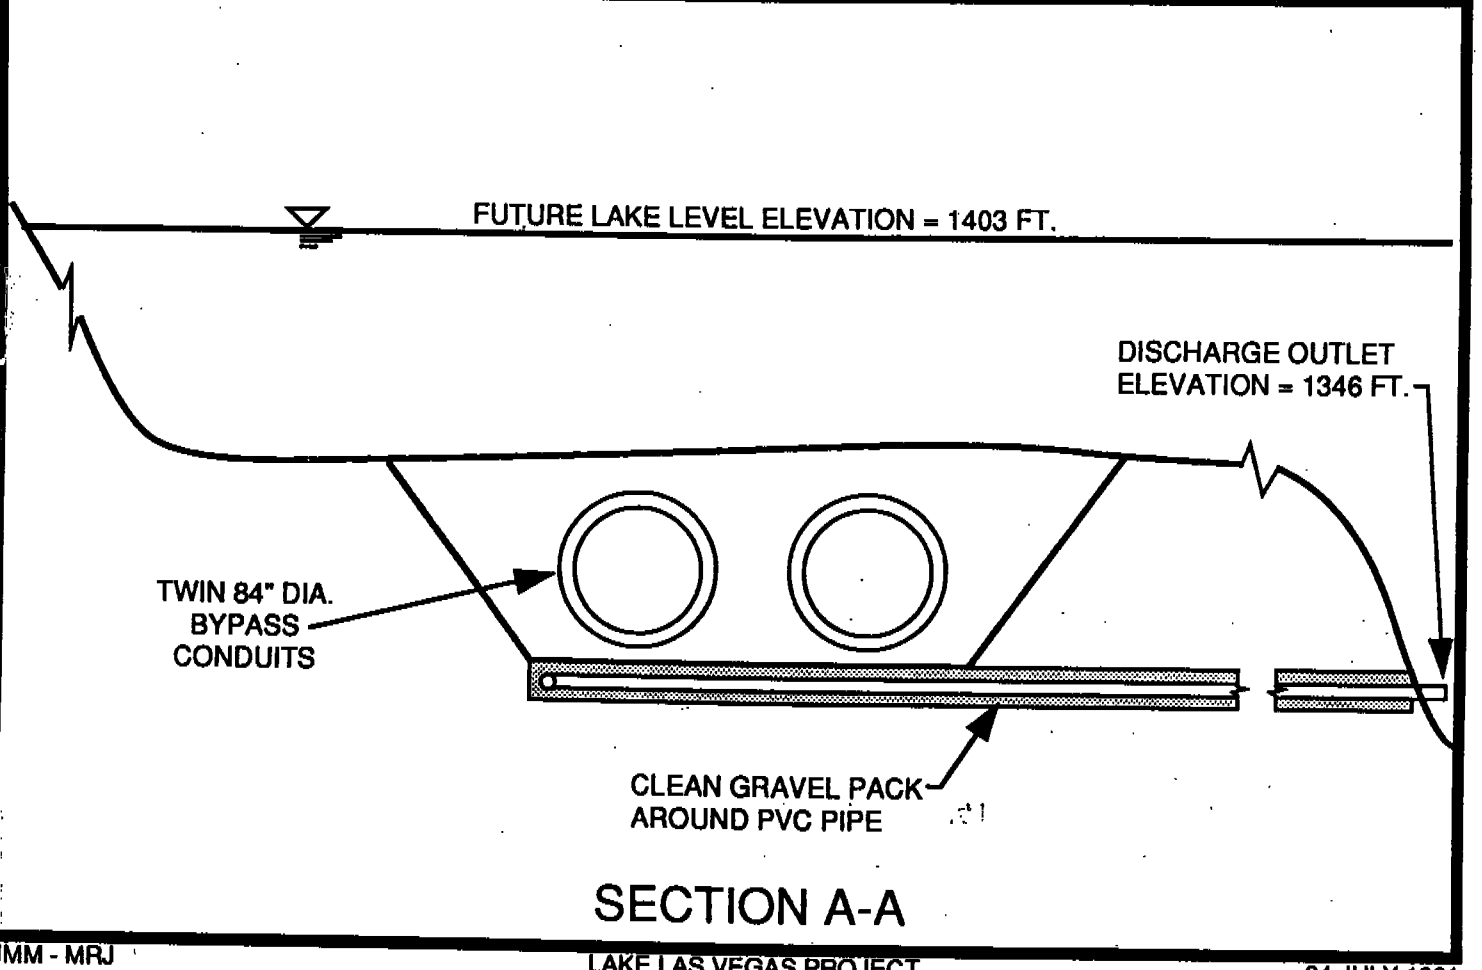 FUTURE LAKE LEVEL ELEVATION = 1403 FT.
DISCHARGE OUTLET
ELEVATION = 1346 FT.
TWIN 84" DIA.
BYPASS
CONDUITS
CLEAN GRAVEL PACK
AROUND PVC PIPE
SECTION A-A
MM - MRJ
LAKE LAS VEGAS PROJECT